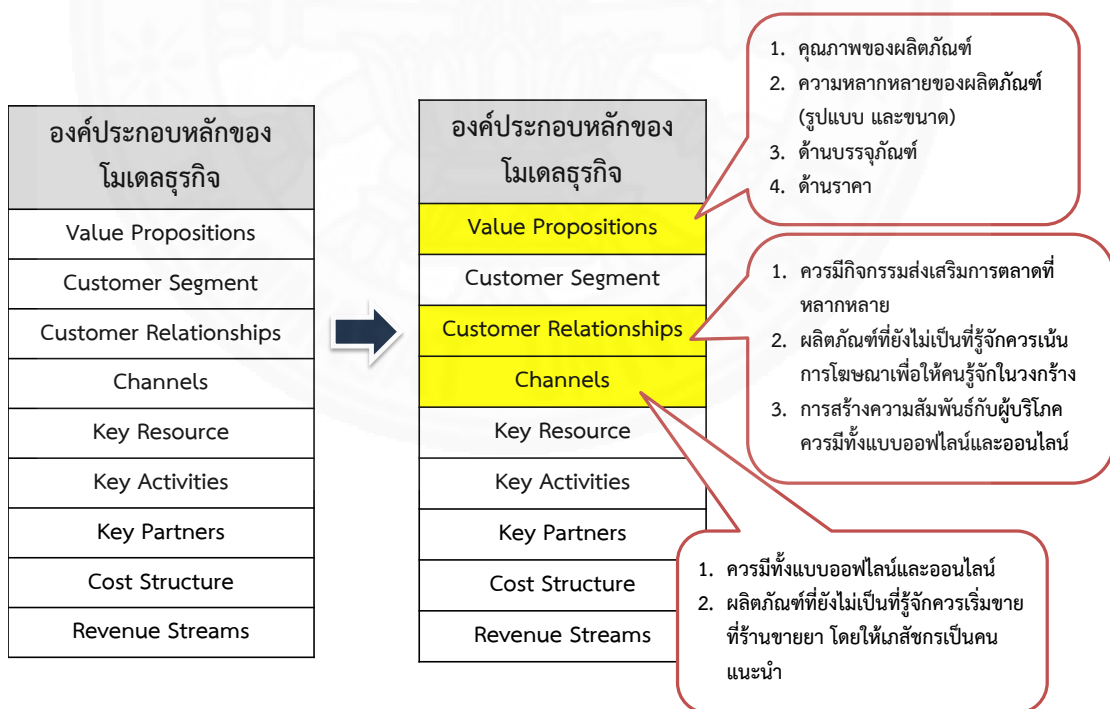 องค์ประกอบหลักของ
โมเดลธุรกิจ
Value Propositions
Customer Segment
Customer Relationships
Channels
Key Resource
Key Activities
Key Partners
Cost Structure
Revenue Streams
องค์ประกอบหลักของ
โมเดลธุรกิจ
Value Propositions
Customer Segment
Customer Relationships
Channels
Key Resource
Key Activities
Key Partners
Cost Structure
Revenue Streams
1. คุณภาพของผลิตภัณฑ์
2. ความหลากหลายของผลิตภัณฑ์
(รูปแบบ และขนาด)
3. ด้านบรรจุภัณฑ์
4. ด้านราคา
1. ควรมีกิจกรรมส่งเสริมการตลาดที่
หลากหลาย
2. ผลิตภัณฑ์ที่ยังไม่เป็นที่รู้จักควรเน้น
การโฆษณาเพื่อให้คนรู้จักในวงกร้าง
3. การสร้างความสัมพันธ์กับผู้บริโภค
ควรมีทั้งแบบออฟไลน์และออนไลน์
1. ควรมีทั้งแบบออฟไลน์และออนไลน์
2. ผลิตภัณฑ์ที่ยังไม่เป็นที่รู้จักควรเริ่มขาย
ที่ร้านขายยา โดยให้เภสัชกรเป็นคน
แนะนำ